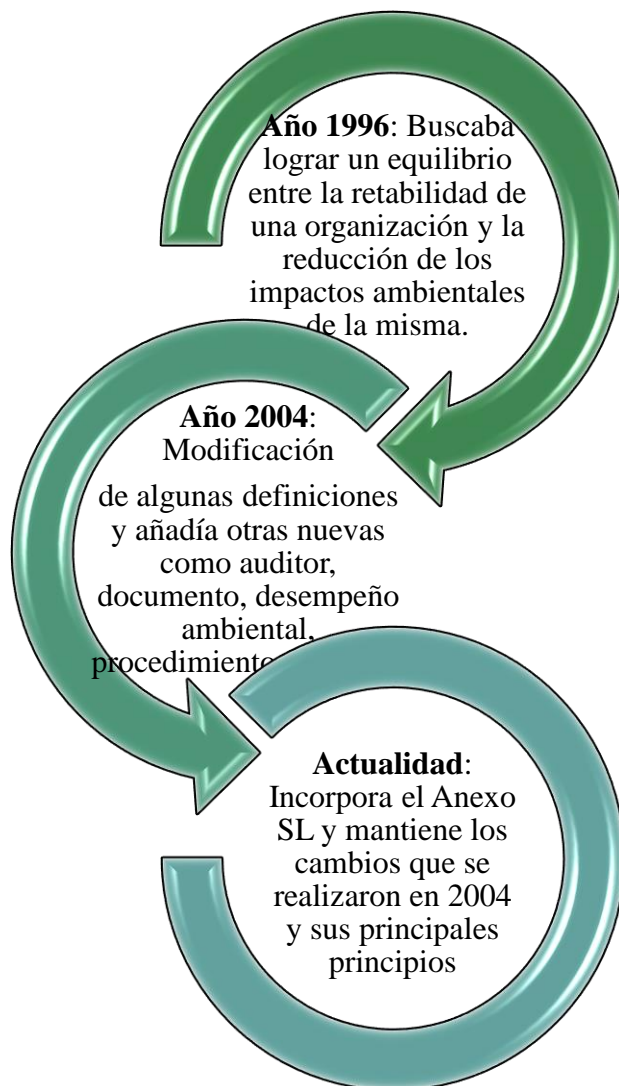 Año 1996: Buscaba
lograr un equilibrio
entre la retabilidad de
una organización y la
reducción de los
impactos ambientales
de la misma.
Año 2004:
Modificación
de algunas definiciones
y añadía otras nuevas
como auditor,
documento, desempeño
ambiental,
procedimiento
Actualidad:
Incorpora el Anexo
SL y mantiene los
cambios que se
realizaron en 2004
y sus principales
principios